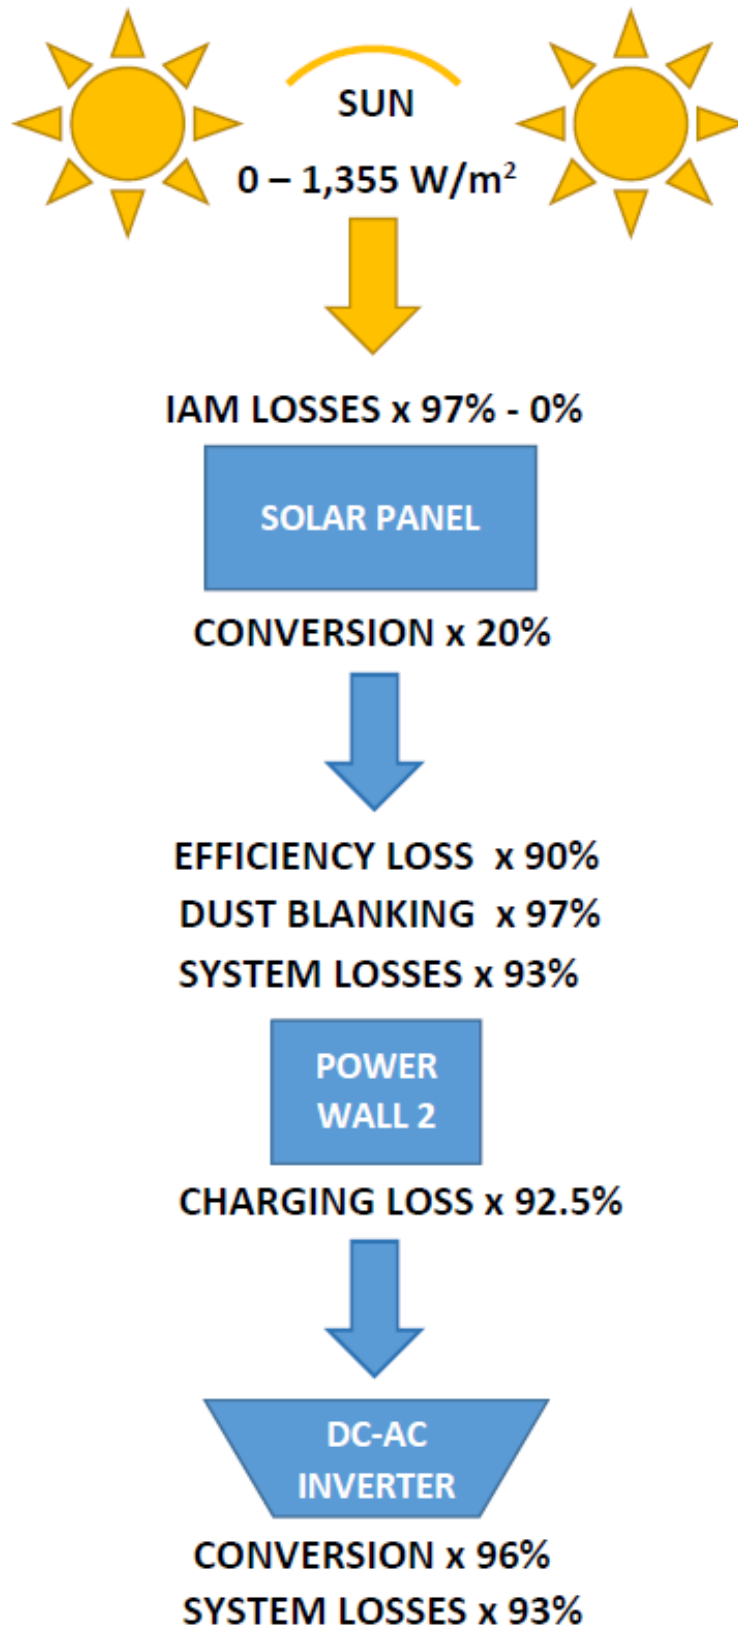 SUN
0 – 1,355 W/m²
IAM LOSSES x 97% - 0%
SOLAR PANEL
CONVERSION x 20%
EFFICIENCY LOSS  x 90%
DUST BLANKING  x 97%
SYSTEM LOSSES x 93%
POWER
WALL 2
CHARGING LOSS x 92.5%
DC-AC
INVERTER
CONVERSION x 96%
SYSTEM LOSSES x 93%